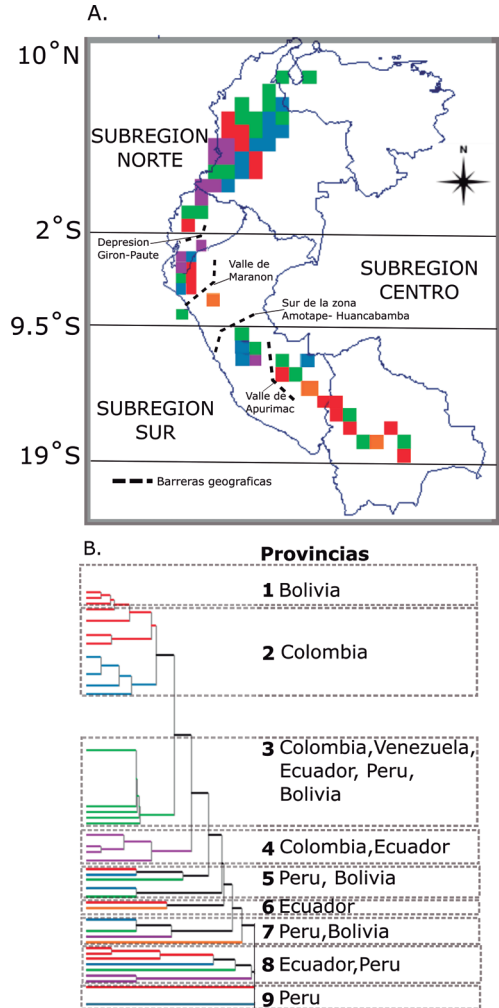 A.
10°N
SUBREGION
NORTE
N
2°S
Depresion
Giron-Paute
Valle de
Maranon
SUBREGION
CENTRO
Sur de la zona
Amotape- Huancabamba
9.5°S
SUBREGION
SUR
Valle de
Apurimac
19°S
Barreras geograficas
B.
Provincias
1 Bolivia
2 Colombia
3 Colombia,Venezuela,
Ecuador, Peru,
Bolivia
4 Colombia,Ecuador
5 Peru, Bolivia
6 Ecuador
7 Peru,Bolivia
8 Ecuador,Peru
9 Peru